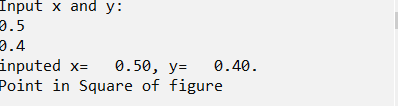 Input x and y:
0.5
0.4
inputed x=   0.50, y=   0.40.
Point in Square of figure